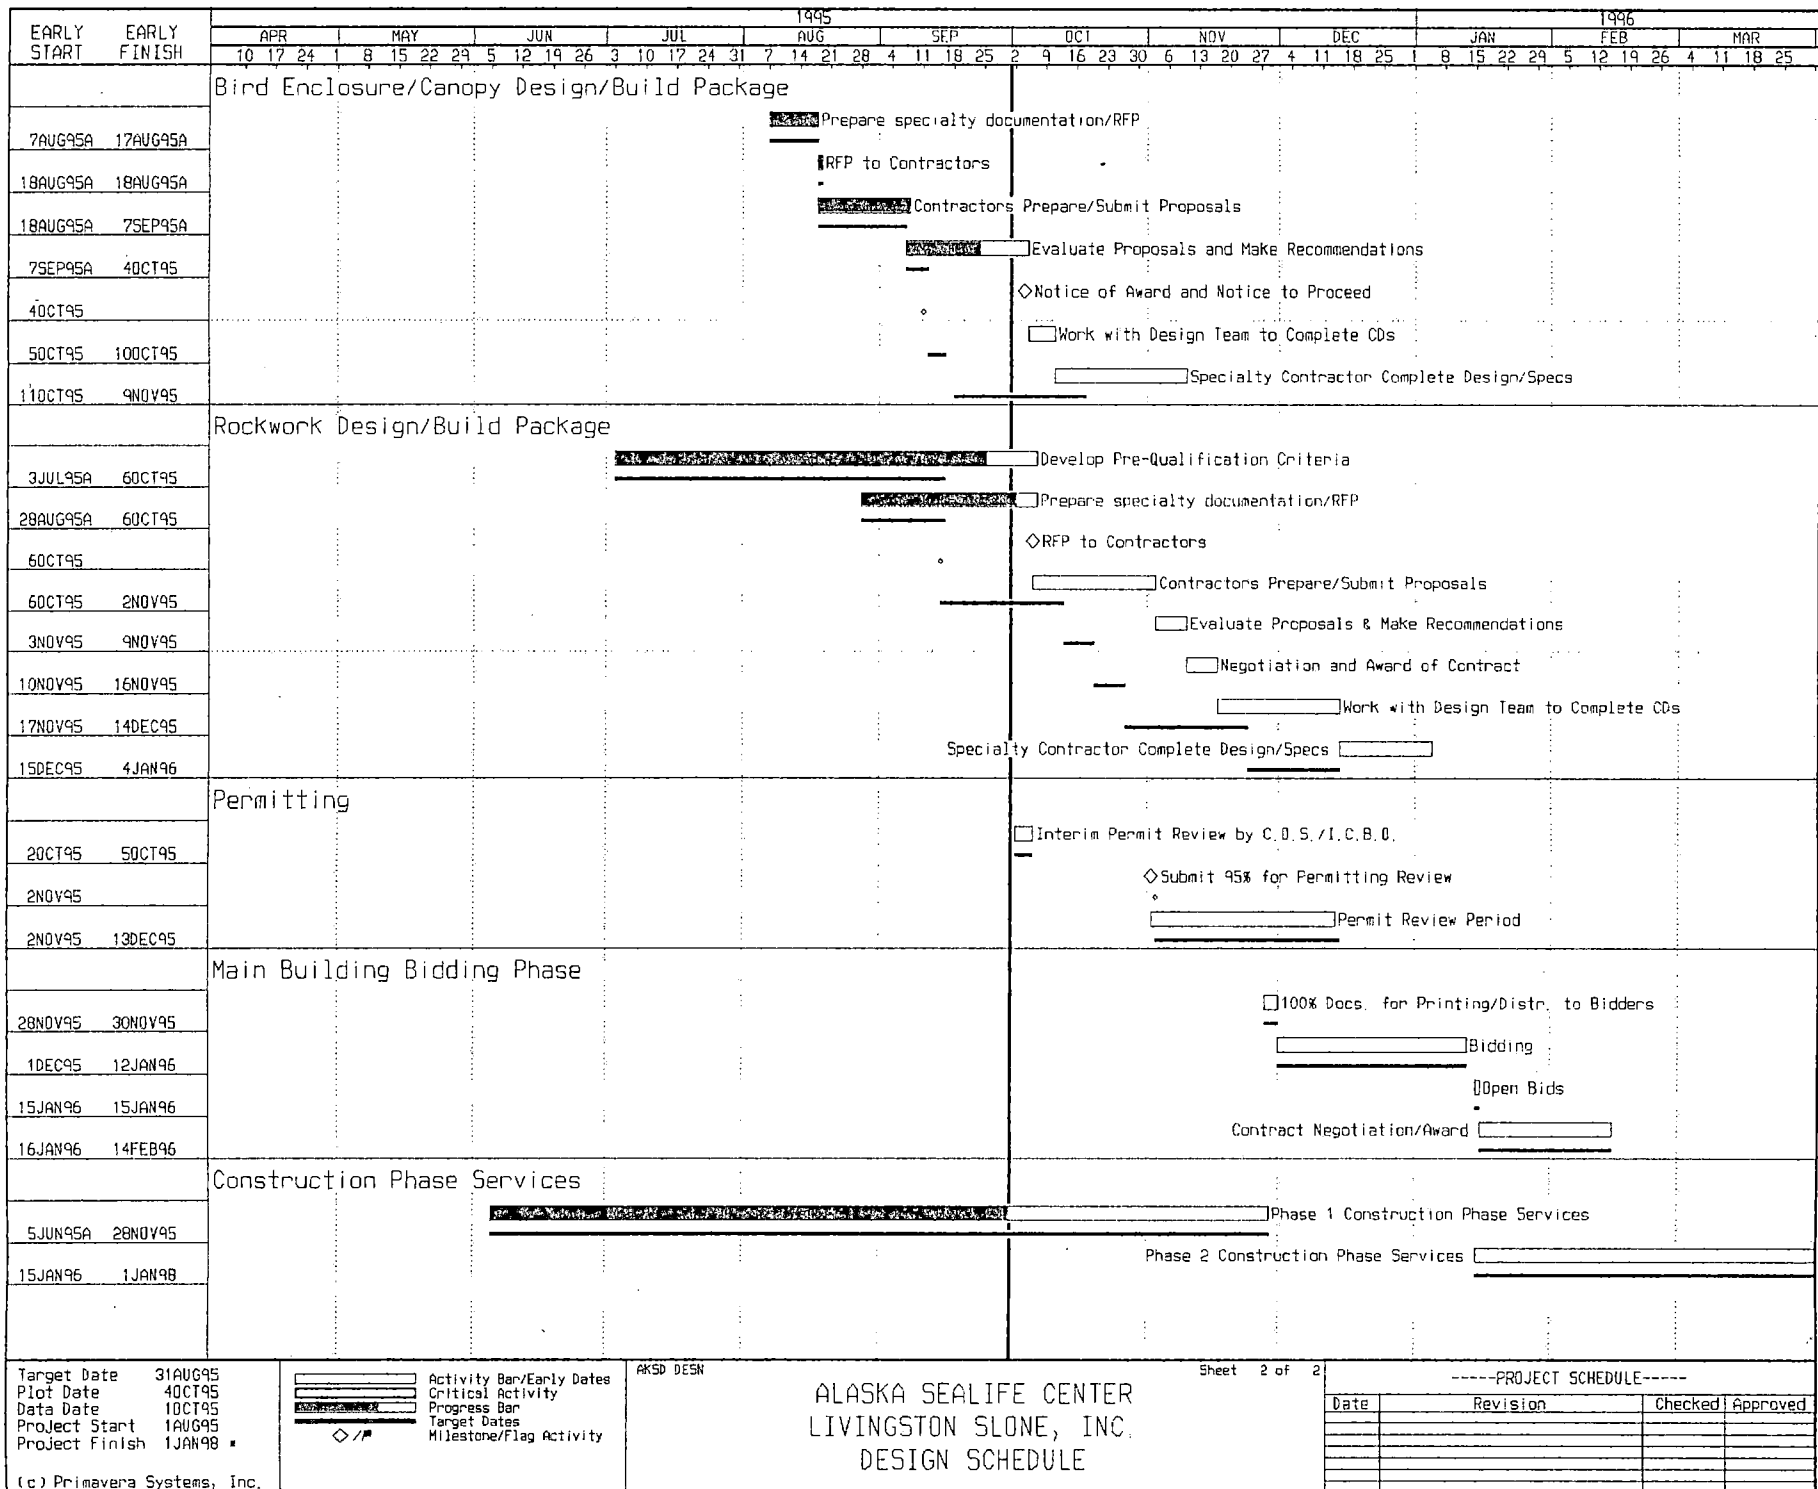 1995 1996
EARLY START EARLY FINISH
APR MAY JUN JUL AUG SEP OCT NOV DEC JAN FEB MAR
10 17 24 1 8 15 22 29 5 12 19 26 3 10 17 24 31 7 14 21 28 4 11 18 25 2 9 16 23 30 6 13 20 27 4 11 18 25 1 8 15 22 29 5 12 19 26 4 11 18 25
Bird Enclosure/Canopy Design/Build Package
7AUG95A 17AUG95A Prepare specialty documentation/RFP
18AUG95A 18AUG95A RFP to Contractors
18AUG95A 7SEP95A Contractors Prepare/Submit Proposals
7SEP95A 4OCT95 Evaluate Proposals and Make Recommendations
4OCT95 Notice of Award and Notice to Proceed
5OCT95 10OCT95 Work with Design Team to Complete CDs
11OCT95 9NOV95 Specialty Contractor Complete Design/Specs
Rockwork Design/Build Package
3JUL95A 6OCT95 Develop Pre-Qualification Criteria
28AUG95A 6OCT95 Prepare specialty documentation/RFP
6OCT95 RFP to Contractors
6OCT95 2NOV95 Contractors Prepare/Submit Proposals
3NOV95 9NOV95 Evaluate Proposals & Make Recommendations
10NOV95 16NOV95 Negotiation and Award of Contract
17NOV95 14DEC95 Work with Design Team to Complete CDs
15DEC95 4JAN96 Specialty Contractor Complete Design/Specs
Permitting
2OCT95 5OCT95 Interim Permit Review by C.O.S./I.C.B.O.
2NOV95 Submit 95% for Permitting Review
2NOV95 13DEC95 Permit Review Period
Main Building Bidding Phase
28NOV95 30NOV95 100% Docs. for Printing/Distr. to Bidders
1DEC95 12JAN96 Bidding
15JAN96 15JAN96 Open Bids
16JAN96 14FEB96 Contract Negotiation/Award
Construction Phase Services
5JUN95A 28NOV95 Phase 1 Construction Phase Services
15JAN96 1JAN98 Phase 2 Construction Phase Services
Target Date 31AUG95
Plot Date 4OCT95
Data Date 1OCT95
Project Start 1AUG95
Project Finish 1JAN98
(c) Primavera Systems, Inc.
Activity Bar/Early Dates
Critical Activity
Progress Bar
Target Dates
Milestone/Flag Activity
AKSD DESN
Sheet 2 of 2
ALASKA SEALIFE CENTER
LIVINGSTON SLONE, INC.
DESIGN SCHEDULE
-----PROJECT SCHEDULE-----
Date Revision Checked Approved